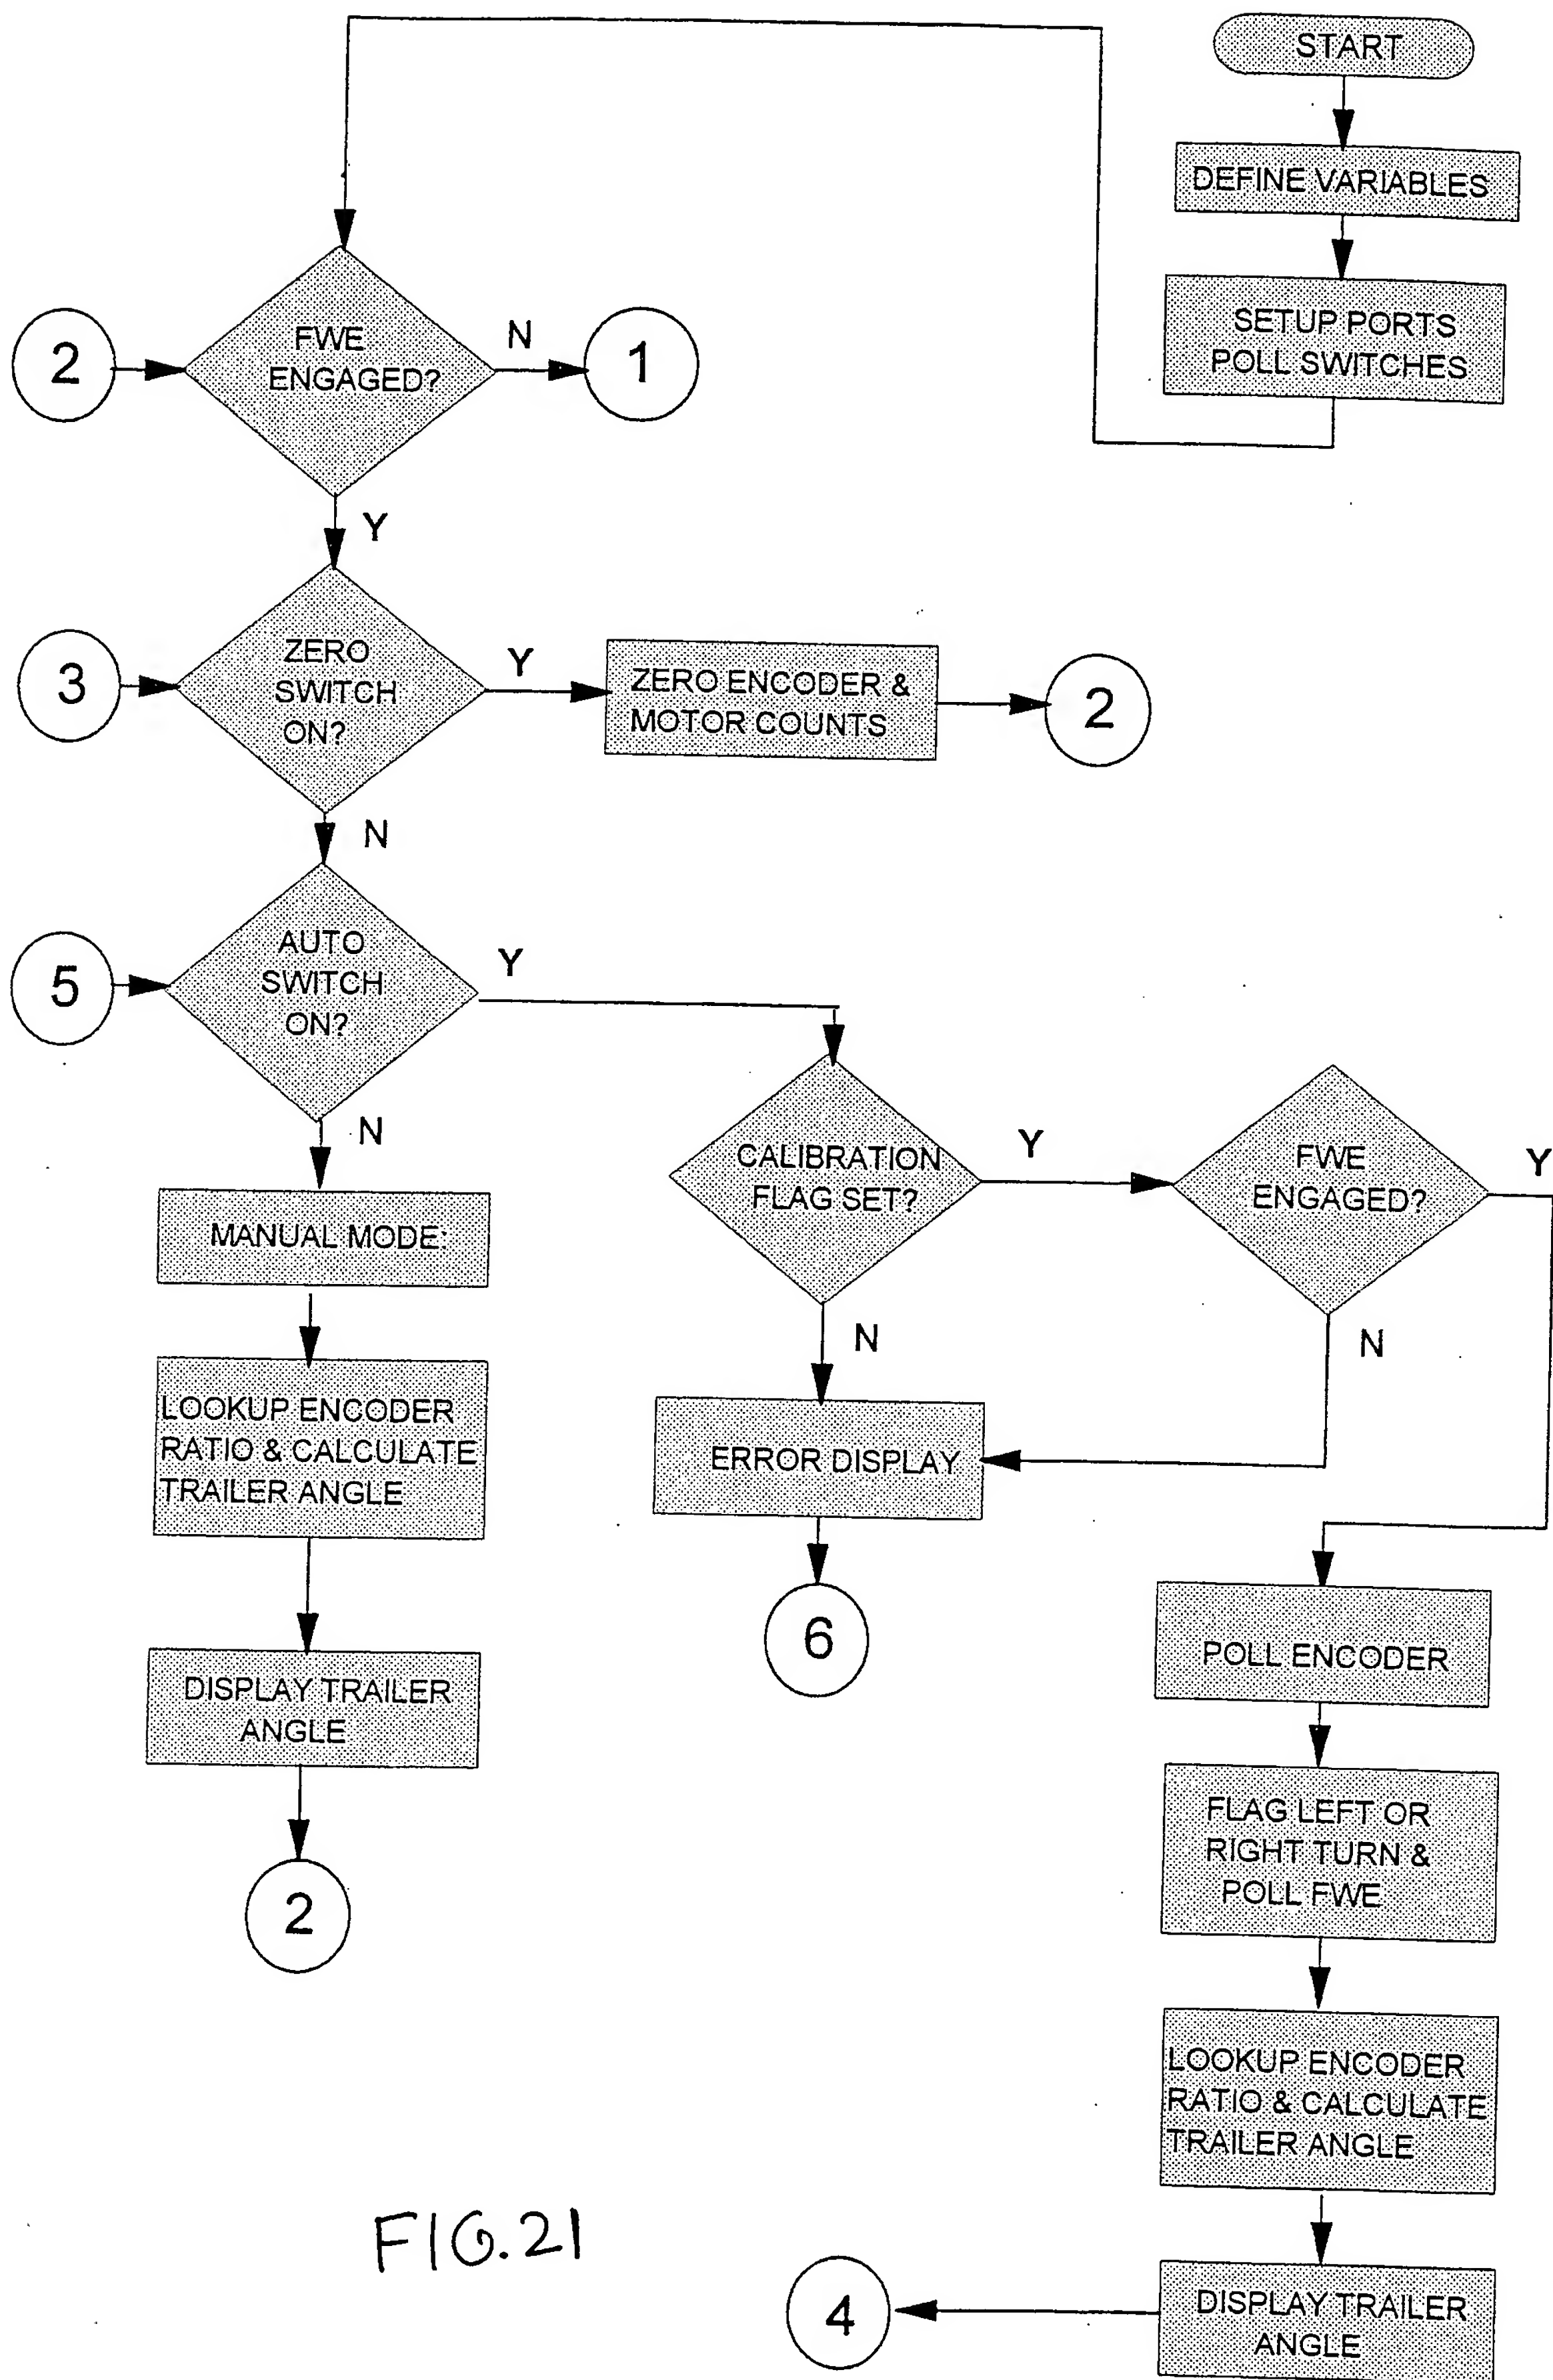 START
DEFINE VARIABLES
SETUP PORTS
POLL SWITCHES
2
FWE
ENGAGED?
N
1
Y
3
ZERO
SWITCH
ON?
Y
ZERO ENCODER &
MOTOR COUNTS
2
N
5
AUTO
SWITCH
ON?
Y
N
CALIBRATION
FLAG SET?
Y
FWE
ENGAGED?
Y
N
N
MANUAL MODE:
LOOKUP ENCODER
RATIO & CALCULATE
TRAILER ANGLE
DISPLAY TRAILER
ANGLE
2
ERROR DISPLAY
6
POLL ENCODER
FLAG LEFT OR
RIGHT TURN &
POLL FWE
LOOKUP ENCODER
RATIO & CALCULATE
TRAILER ANGLE
DISPLAY TRAILER
ANGLE
4
FIG.21